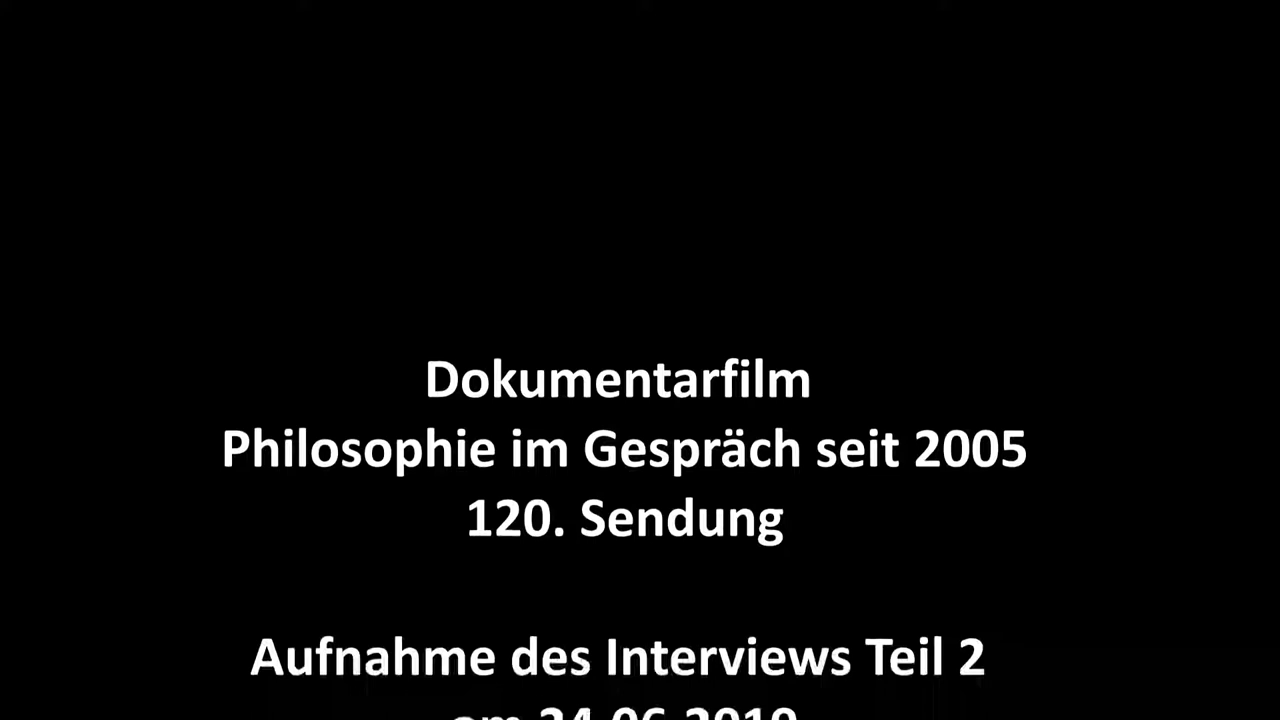 Dokumentarfilm
Philosophie im Gespräch seit 2005
120. Sendung
Aufnahme des Interviews Teil 2